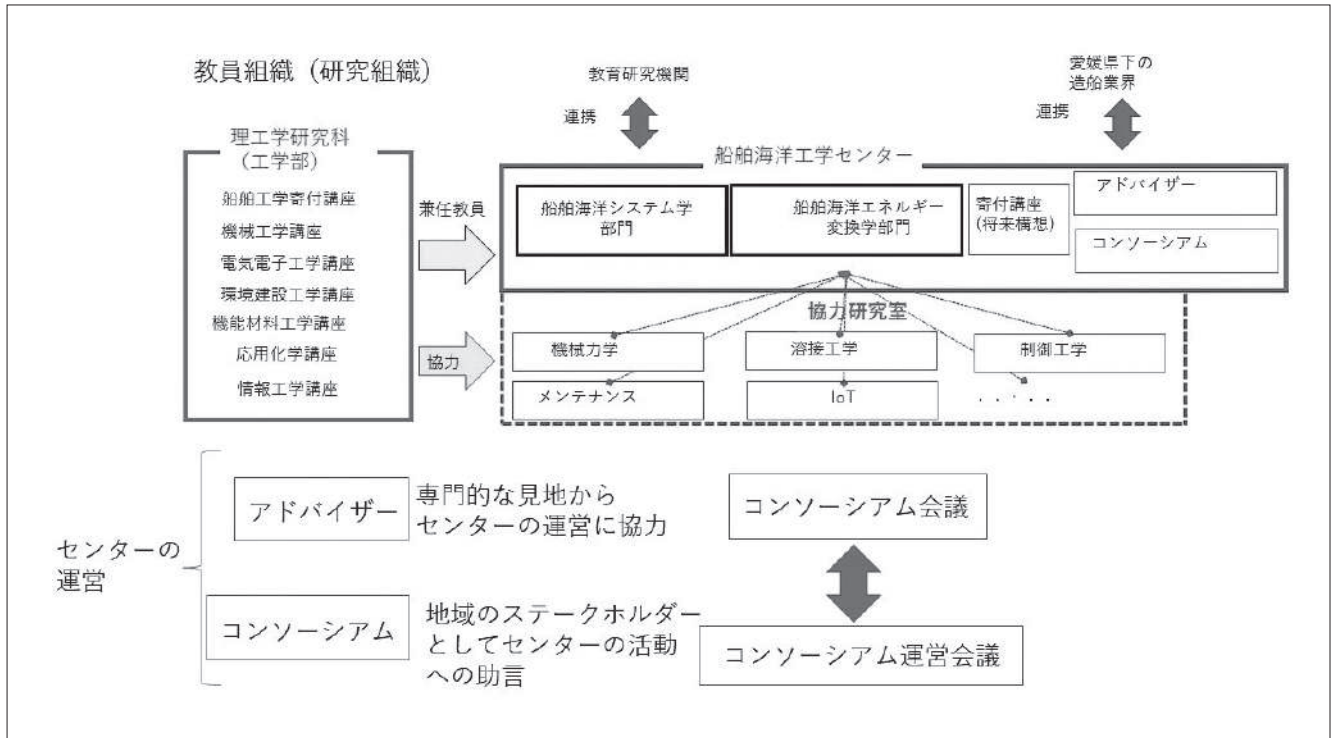 教員組織（研究組織）
教育研究機関
愛媛県下の
造船業界
連携
連携
理工学研究科
（工学部）
船舶工学寄付講座
機械工学講座
電気電子工学講座
環境建設工学講座
機能材料工学講座
応用化学講座
情報工学講座
兼任教員
協力
船舶海洋工学センター
船舶海洋システム学
部門
船舶海洋エネルギー
変換学部門
寄付講座
(将来構想)
アドバイザー
コンソーシアム
協力研究室
機械力学
溶接工学
制御工学
メンテナンス
IoT
・・・・・
センターの
運営
アドバイザー
専門的な見地から
センターの運営に協力
コンソーシアム
地域のステークホルダー
としてセンターの活動
への助言
コンソーシアム会議
コンソーシアム運営会議